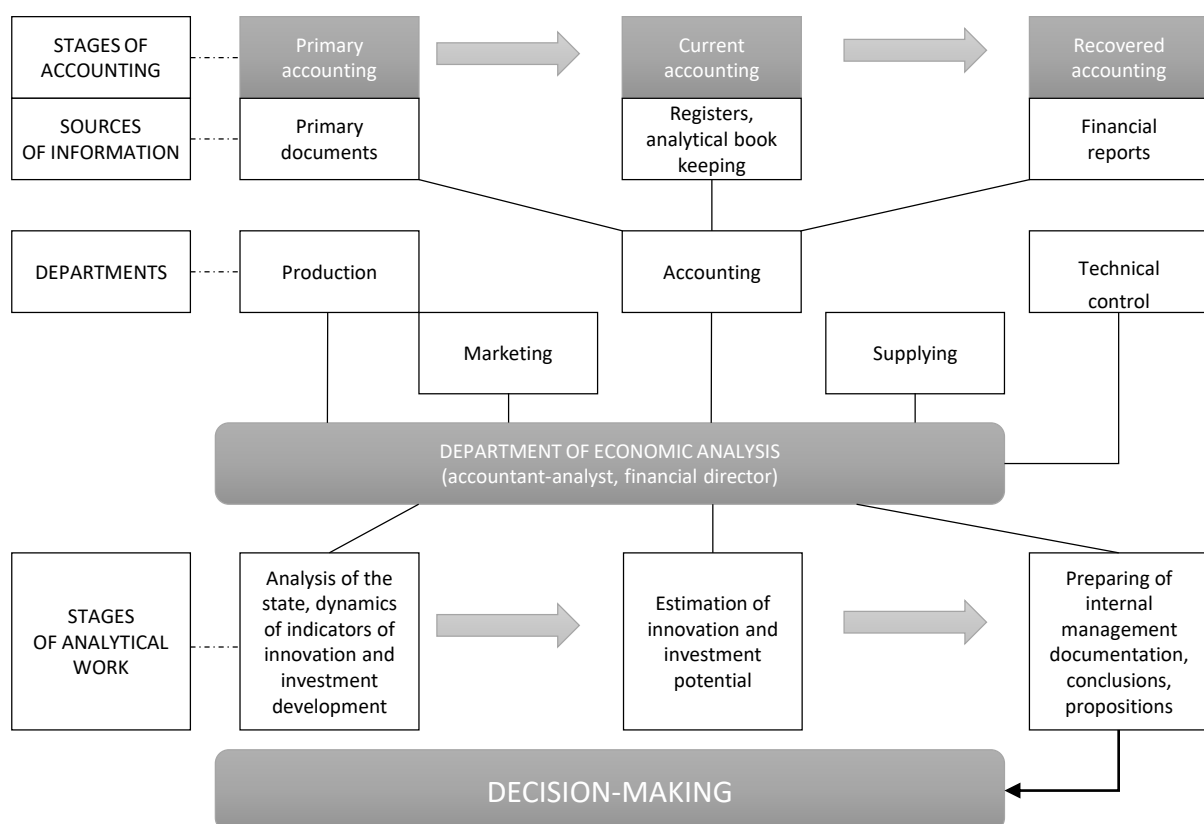 STAGES OF
ACCOUNTING
Primary
accounting
Current
accounting
Recovered
accounting
SOURCES
OF INFORMATION
Primary
documents
Registers,
analytical book
keeping
Financial
reports
DEPARTMENTS
Production
Accounting
Technical
control
Marketing
Supplying
DEPARTMENT OF ECONOMIC ANALYSIS
(accountant-analyst, financial director)
STAGES
OF ANALYTICAL
WORK
Analysis of the
state, dynamics
of indicators of
innovation and
investment
development
Estimation of
innovation and
investment
potential
Preparing of
internal
management
documentation,
conclusions,
propositions
DECISION-MAKING